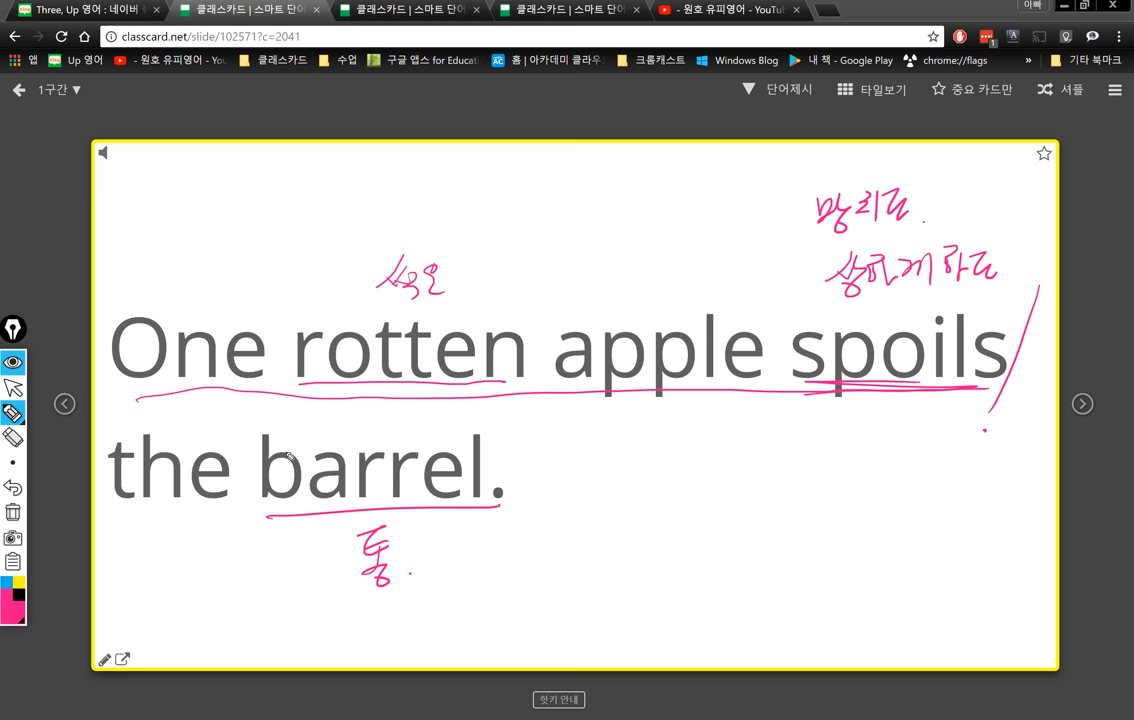 Three, Up 영어 : 네이버 클래스카드 | 스마트 단어 클래스카드 | 스마트 단어 클래스카드 | 스마트 단어 - 원호 유피영어 - YouTu 아빠
classcard.net/slide/102571?c=2041
앱 Up 영어 - 원호 유피영어 - You 클래스카드 수업 구글 앱스 for Educati 홈 | 아카데미 클라우 크롬캐스트 Windows Blog 내 책 - Google Play chrome://flags » 기타 북마크
1구간 ▼ 단어제시 타일보기 중요 카드만 셔플
망치다.
상하게 하다
썩은
One rotten apple spoils
the barrel.
통.
핫키 안내